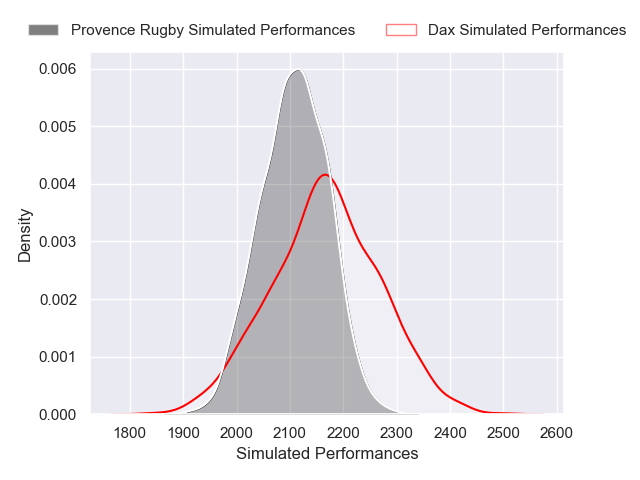 Provence Rugby Simulated Performances
Dax Simulated Performances
0.006
0.005
0.004
0.003
0.002
0.001
0.000
Density
1800 1900 2000 2100 2200 2300 2400 2500 2600
Simulated Performances